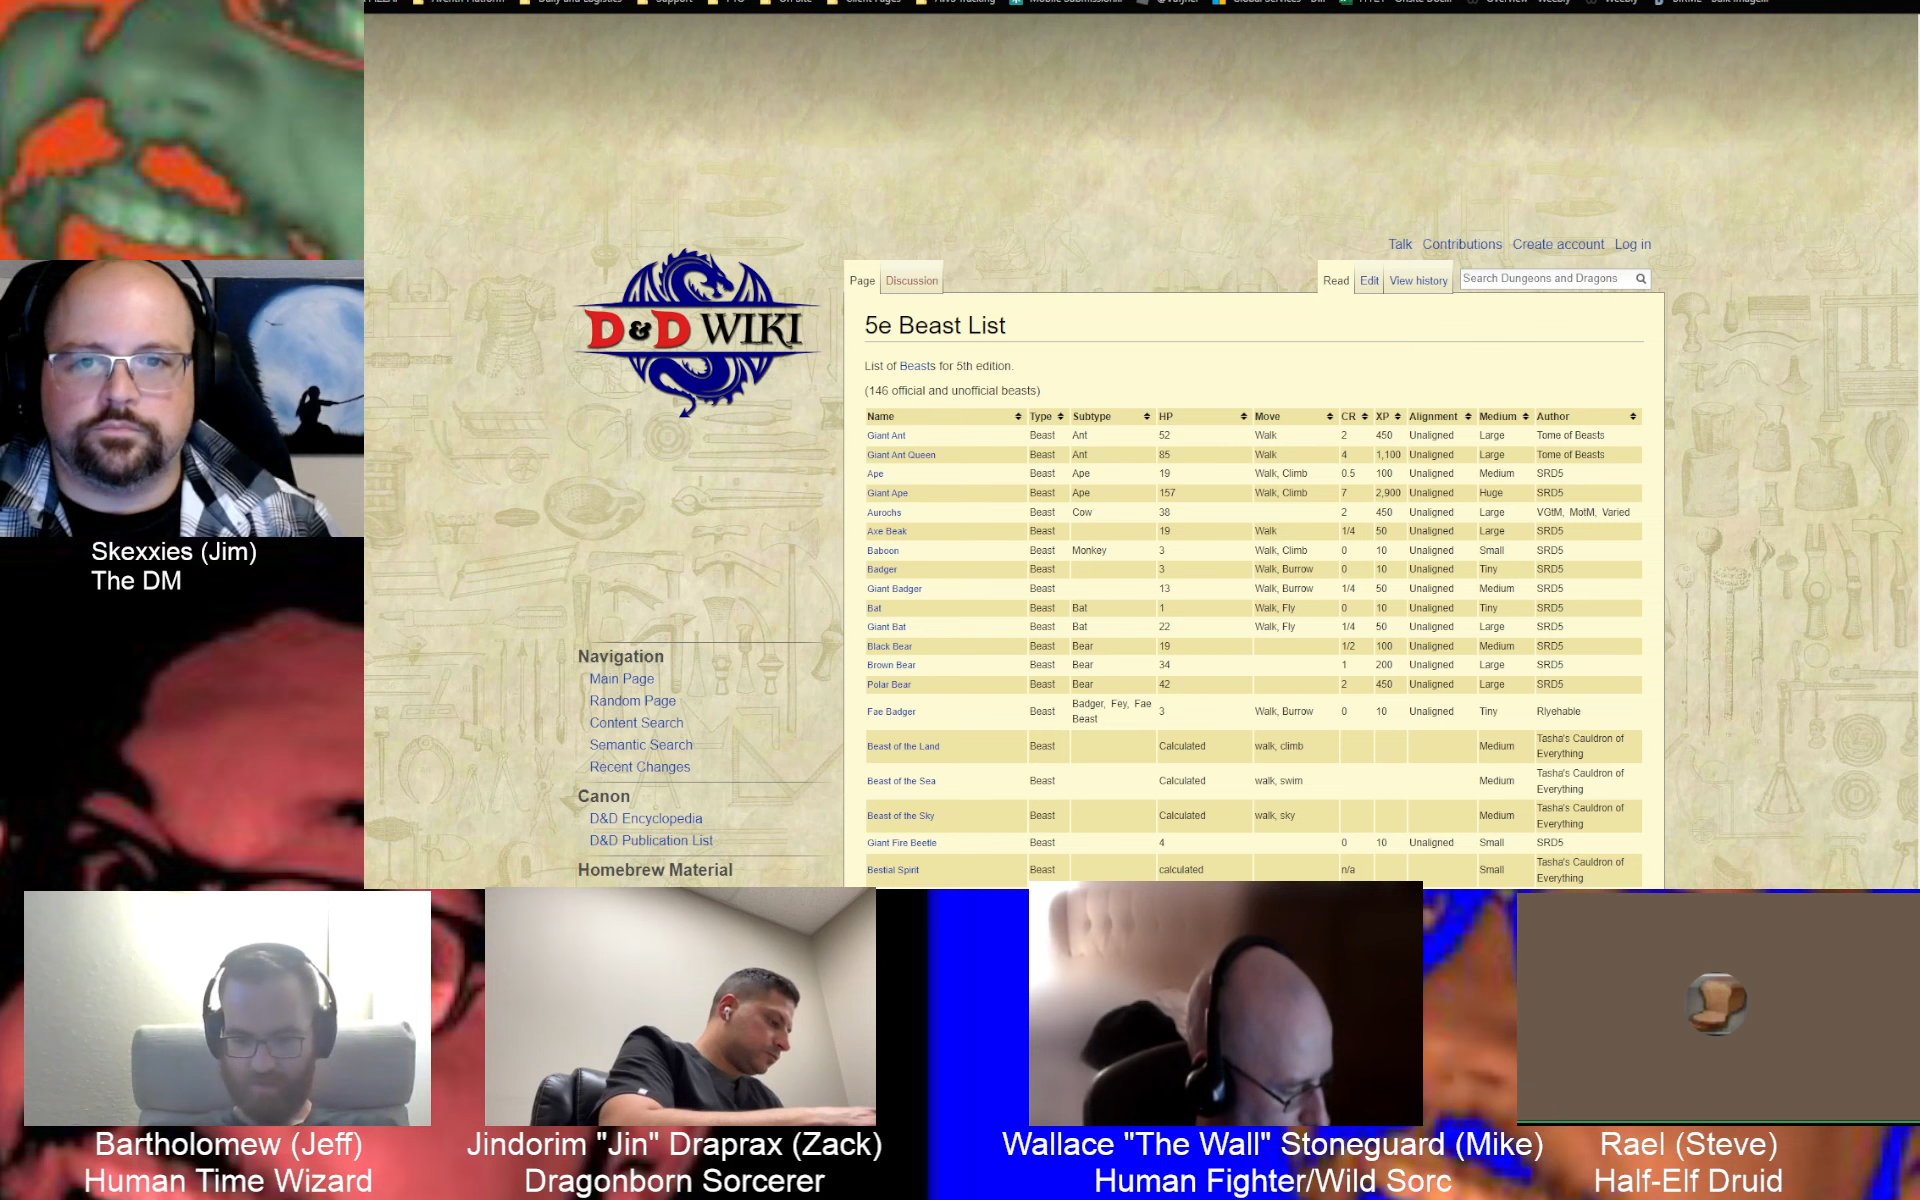 Talk Contributions Create account Log in
Page Discussion Read Edit View history Search Dungeons and Dragons
D&D WIKI
5e Beast List
List of Beasts for 5th edition.
(146 official and unofficial beasts)
Name Type Subtype HP Move CR XP Alignment Medium Author
Giant Ant Beast Ant 52 Walk 2 450 Unaligned Large Tome of Beasts
Giant Ant Queen Beast Ant 85 Walk 4 1,100 Unaligned Large Tome of Beasts
Ape Beast Ape 19 Walk, Climb 0.5 100 Unaligned Medium SRD5
Giant Ape Beast Ape 157 Walk, Climb 7 2,900 Unaligned Huge SRD5
Aurochs Beast Cow 38 2 450 Unaligned Large VGtM, MotM, Varied
Axe Beak Beast 19 Walk 1/4 50 Unaligned Large SRD5
Baboon Beast Monkey 3 Walk, Climb 0 10 Unaligned Small SRD5
Badger Beast 3 Walk, Burrow 0 10 Unaligned Tiny SRD5
Giant Badger Beast 13 Walk, Burrow 1/4 50 Unaligned Medium SRD5
Bat Beast Bat 1 Walk, Fly 0 10 Unaligned Tiny SRD5
Giant Bat Beast Bat 22 Walk, Fly 1/4 50 Unaligned Large SRD5
Black Bear Beast Bear 19 1/2 100 Unaligned Medium SRD5
Brown Bear Beast Bear 34 1 200 Unaligned Large SRD5
Polar Bear Beast Bear 42 2 450 Unaligned Large SRD5
Fae Badger Beast Badger, Fey, Fae Beast 3 Walk, Burrow 0 10 Unaligned Tiny Rlyehable
Beast of the Land Beast Calculated walk, climb Medium Tasha's Cauldron of Everything
Beast of the Sea Beast Calculated walk, swim Medium Tasha's Cauldron of Everything
Beast of the Sky Beast Calculated walk, sky Medium Tasha's Cauldron of Everything
Giant Fire Beetle Beast 4 0 10 Unaligned Small SRD5
Bestial Spirit Beast calculated n/a Small Tasha's Cauldron of Everything
Navigation
Main Page
Random Page
Content Search
Semantic Search
Recent Changes
Canon
D&D Encyclopedia
D&D Publication List
Homebrew Material
Skexxies (Jim)
The DM
Bartholomew (Jeff)
Human Time Wizard
Jindorim "Jin" Draprax (Zack)
Dragonborn Sorcerer
Wallace "The Wall" Stoneguard (Mike)
Human Fighter/Wild Sorc
Rael (Steve)
Half-Elf Druid